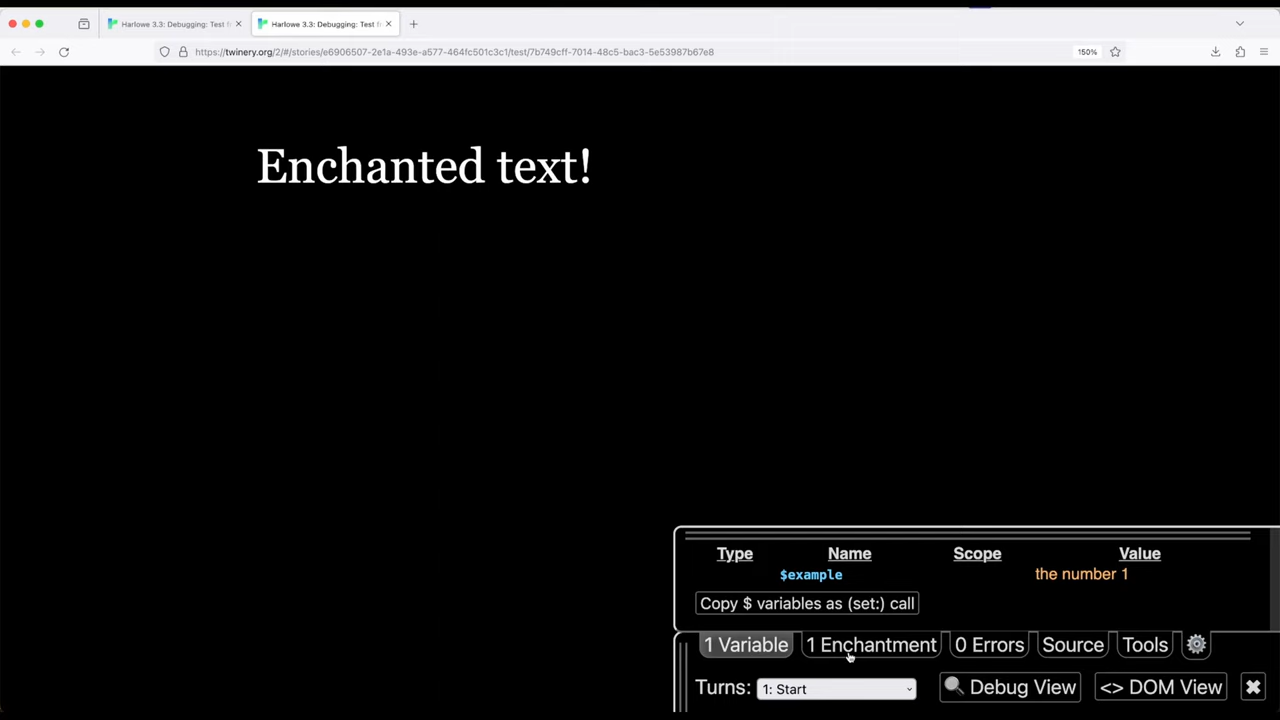 Harlowe 3.3: Debugging: Test f
Harlowe 3.3: Debugging: Test f
https://twinery.org/2/#/stories/e6906507-2e1a-493e-a577-464fc501c3c1/test/7b749cff-7014-48c5-bac3-5e53987b67e8
150%
Enchanted text!
Type Name Scope Value
$example the number 1
Copy $ variables as (set:) call
1 Variable 1 Enchantment 0 Errors Source Tools
Turns: 1: Start Debug View <> DOM View